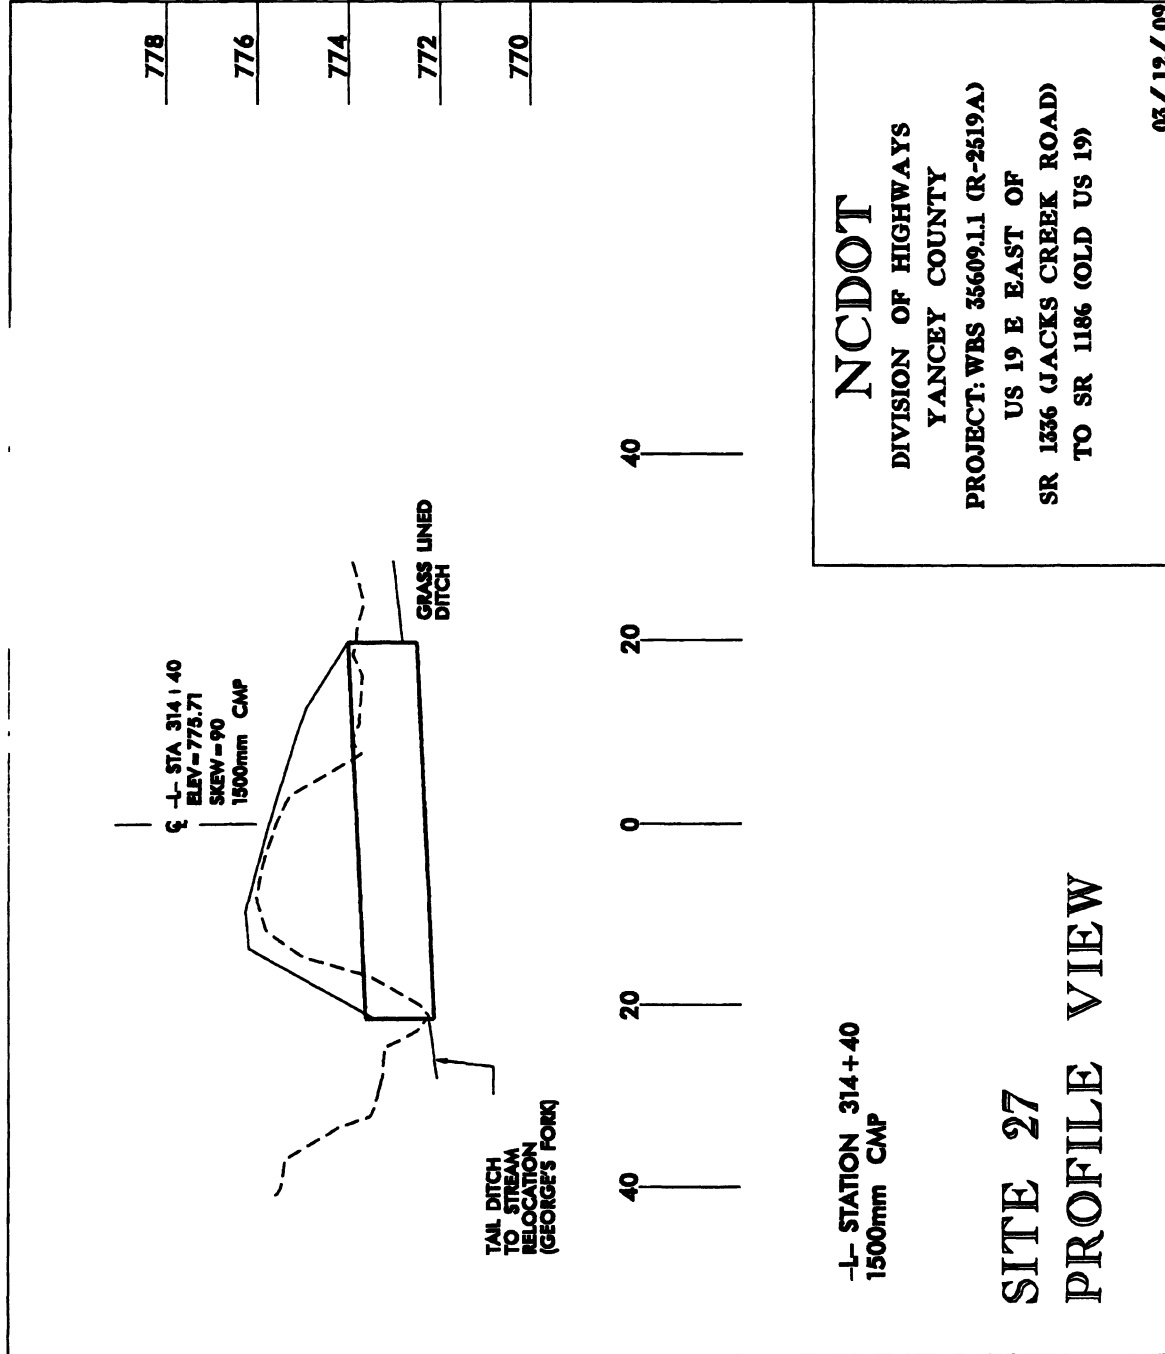 778
776
774
772
770
℄ -L- STA 314+40
ELEV=775.71
SKEW=90
1500mm CMP
GRASS LINED
DITCH
TAIL DITCH
TO STREAM
RELOCATION
(GEORGE'S FORK)
40 20 0 20 40
-L- STATION 314+40
1500mm CMP
SITE 27
PROFILE VIEW
NCDOT
DIVISION OF HIGHWAYS
YANCEY COUNTY
PROJECT: WBS 35609.1.1 (R-2519A)
US 19 E EAST OF
SR 1336 (JACKS CREEK ROAD)
TO SR 1186 (OLD US 19)
03/12/09